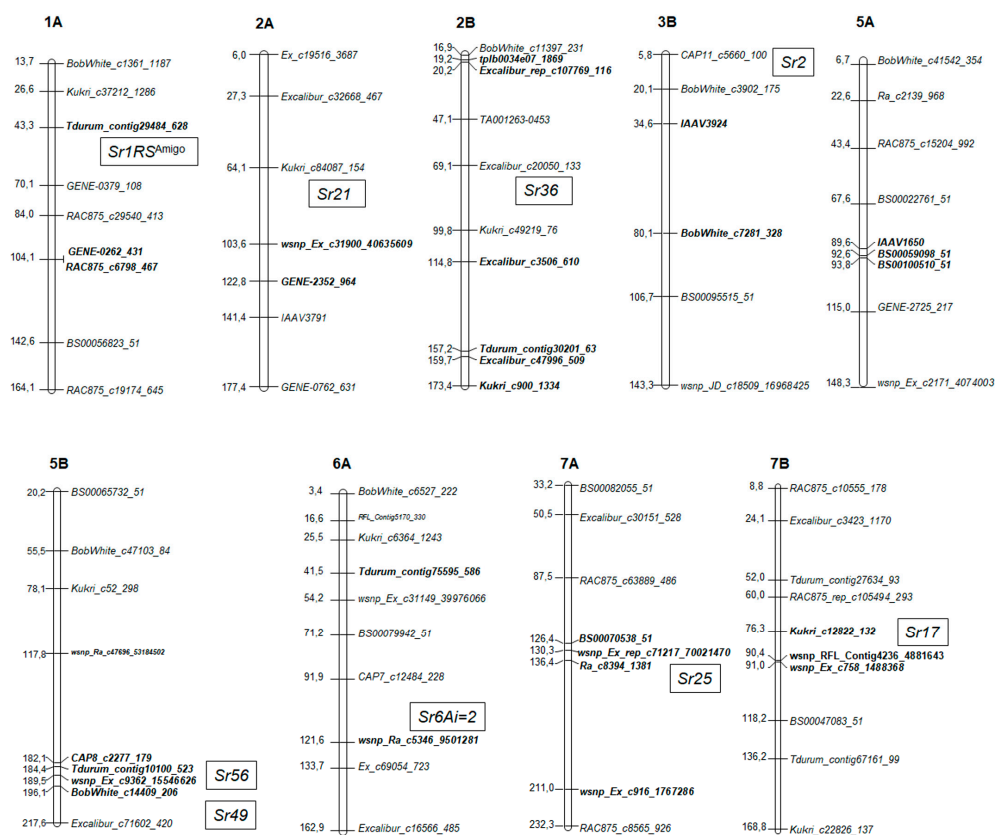 1A
13,7 BobWhite_c1361_1187
26,6 Kukri_c37212_1286
43,3 Tdurum_contig29484_628
Sr1RS^Amigo
70,1 GENE-0379_108
84,0 RAC875_c29540_413
GENE-0262_431
104,1
RAC875_c6798_467
142,6 BS00056823_51
164,1 RAC875_c19174_645
2A
6,0 Ex_c19516_3687
27,3 Excalibur_c32668_467
64,1 Kukri_c84087_154
Sr21
103,6 wsnp_Ex_c31900_40635609
122,8 GENE-2352_964
141,4 IAAV3791
177,4 GENE-0762_631
2B
16,9 BobWhite_c11397_231
19,2 tplb0034e07_1869
20,2 Excalibur_rep_c107769_116
47,1 TA001263-0453
69,1 Excalibur_c20050_133
Sr36
99,8 Kukri_c49219_76
114,8 Excalibur_c3506_610
157,2 Tdurum_contig30201_63
159,7 Excalibur_c47996_509
173,4 Kukri_c900_1334
3B
5,8 CAP11_c5660_100
Sr2
20,1 BobWhite_c3902_175
34,6 IAAV3924
80,1 BobWhite_c7281_328
106,7 BS00095515_51
143,3 wsnp_JD_c18509_16968425
5A
6,7 BobWhite_c41542_354
22,6 Ra_c2139_968
43,4 RAC875_c15204_992
67,6 BS00022761_51
89,6 IAAV1650
92,6 BS00059098_51
93,8 BS00100510_51
115,0 GENE-2725_217
148,3 wsnp_Ex_c2171_4074003
5B
20,2 BS00065732_51
55,5 BobWhite_c47103_84
78,1 Kukri_c52_298
117,8 wsnp_Ra_c47696_53184502
182,1 CAP8_c2277_179
184,4 Tdurum_contig10100_523
Sr56
189,5 wsnp_Ex_c9362_15546626
196,1 BobWhite_c14409_206
Sr49
217,6 Excalibur_c71602_420
6A
3,4 BobWhite_c6527_222
16,6 RFL_Contig5170_330
25,5 Kukri_c6364_1243
41,5 Tdurum_contig75595_586
54,2 wsnp_Ex_c31149_39976066
71,2 BS00079942_51
91,9 CAP7_c12484_228
Sr6Ai=2
121,6 wsnp_Ra_c5346_9501281
133,7 Ex_c69054_723
162,9 Excalibur_c16566_485
7A
33,2 BS00082055_51
50,5 Excalibur_c30151_528
87,5 RAC875_c63889_486
126,4 BS00070538_51
130,3 wsnp_Ex_rep_c71217_70021470
136,4 Ra_c8394_1381
Sr25
211,0 wsnp_Ex_c916_1767286
232,3 RAC875_c8565_926
7B
8,8 RAC875_c10555_178
24,1 Excalibur_c3423_1170
52,0 Tdurum_contig27634_93
60,0 RAC875_rep_c105494_293
76,3 Kukri_c12822_132
Sr17
90,4 wsnp_RFL_Contig4236_4881643
91,0 wsnp_Ex_c758_1488368
118,2 BS00047083_51
136,2 Tdurum_contig67161_99
168,8 Kukri_c22826_137